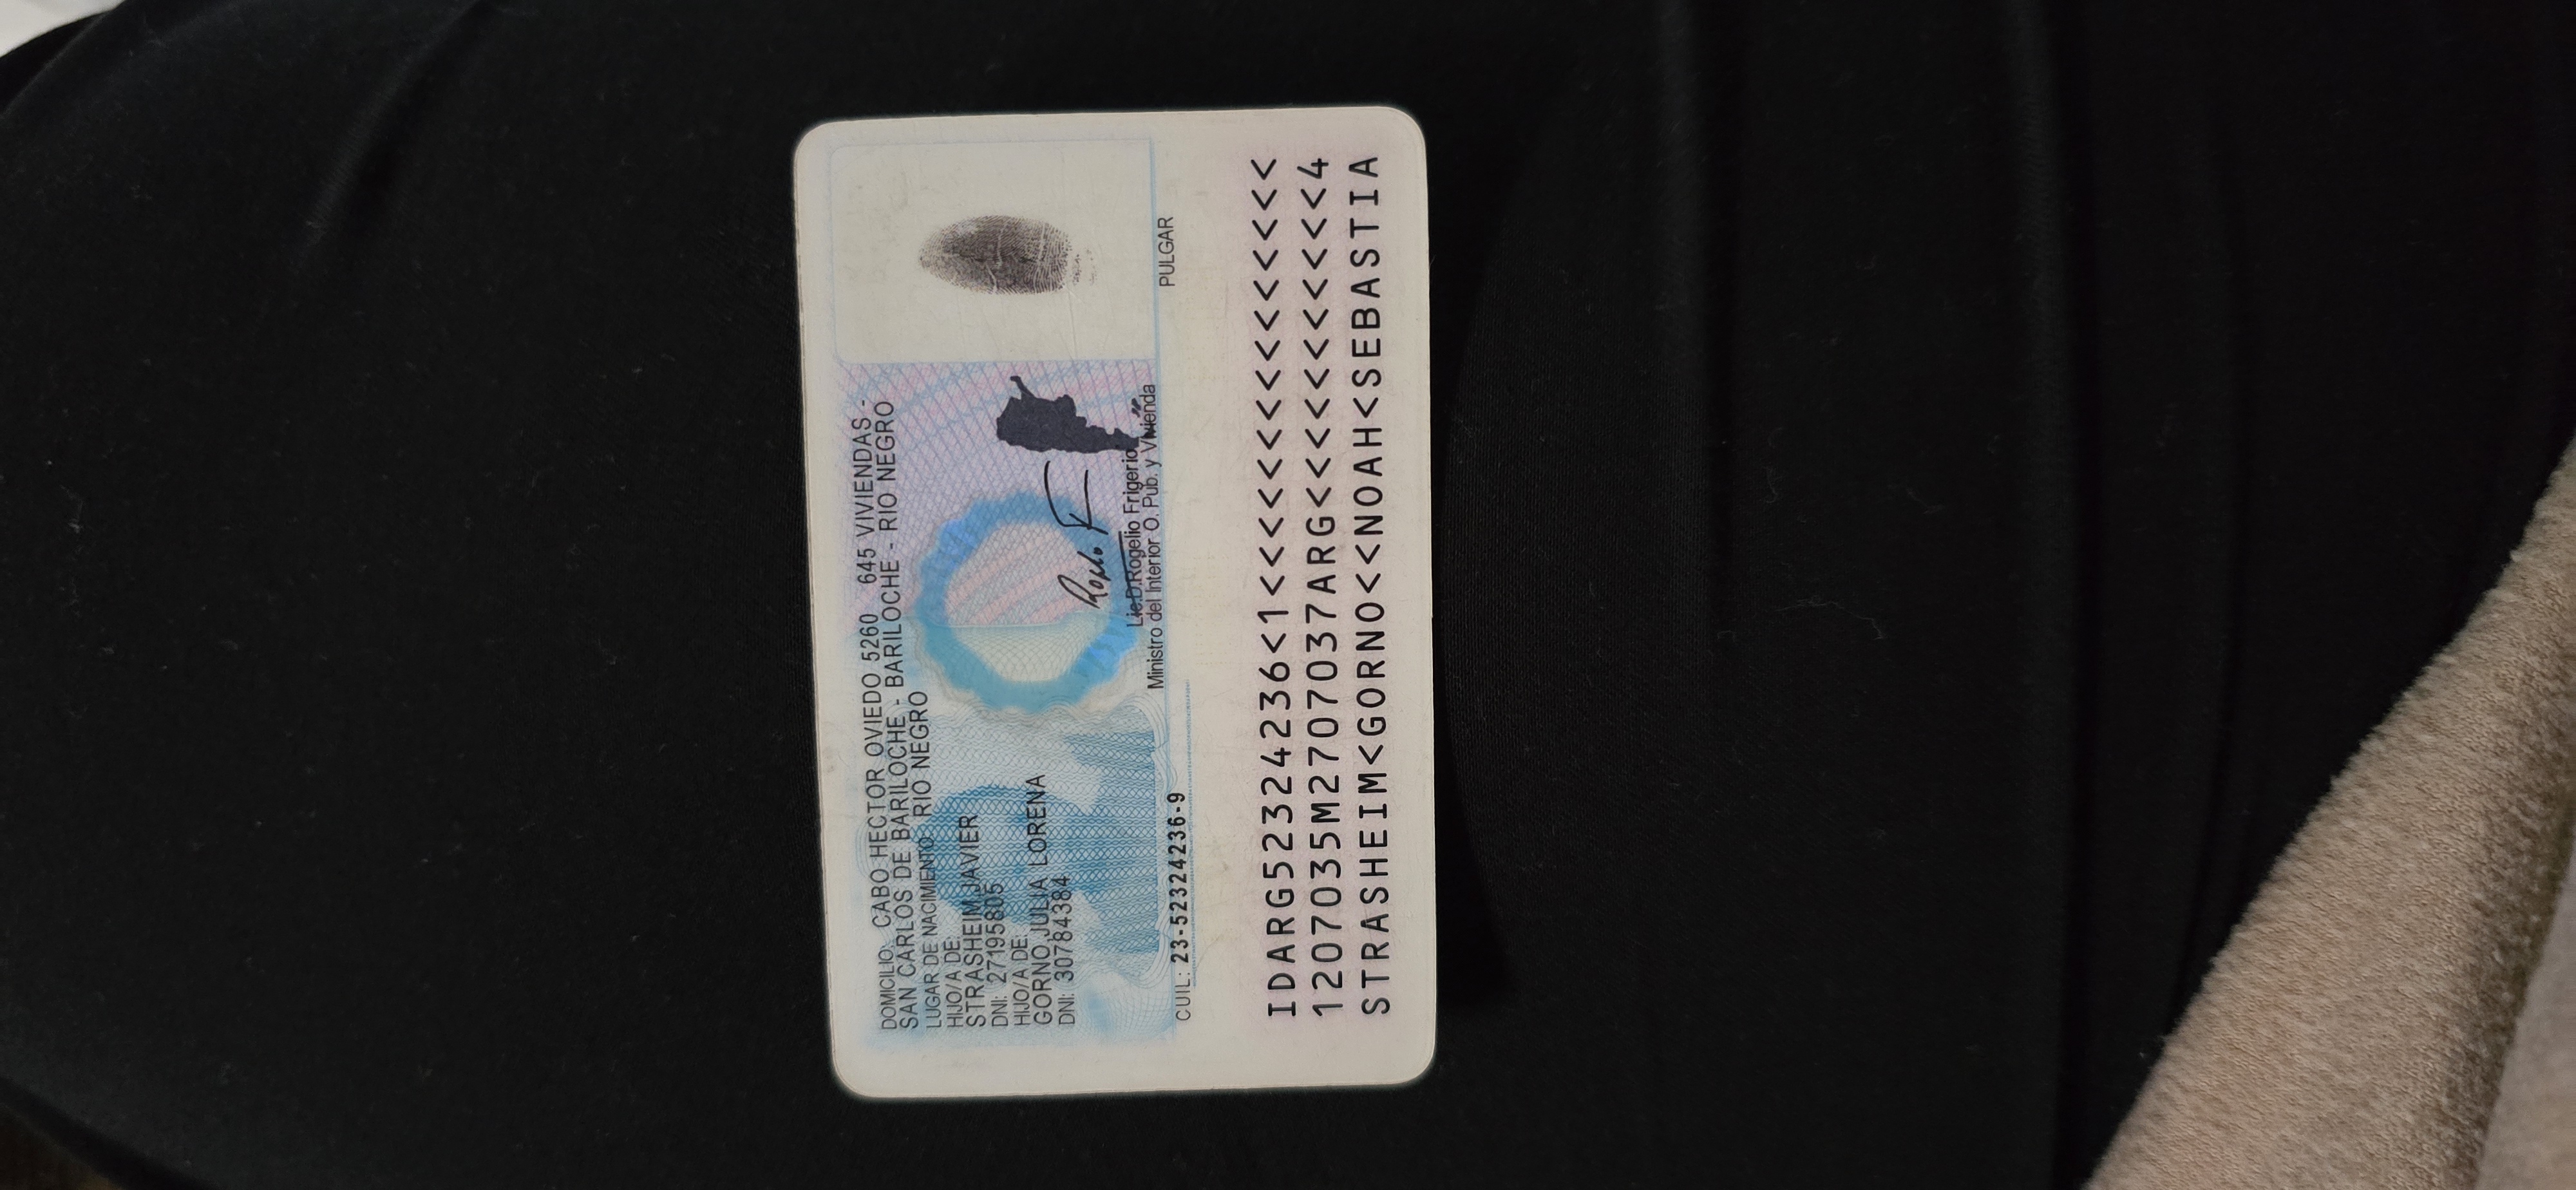 DOMICILIO: CABO HECTOR OVIEDO 5260 645 VIVIENDAS -
SAN CARLOS DE BARILOCHE - BARILOCHE - RIO NEGRO
LUGAR DE NACIMIENTO: RIO NEGRO
HIJO/A DE:
STRASHEIM,JAVIER
DNI: 27195805
HIJO/A DE:
GORNO,JULIA LORENA
DNI: 30784384
Lic.D.Rogelio Frigerio
Ministro del Interior O. Pub. y Vivienda
CUIL: 23-52324236-9
PULGAR
IDARG52324236<1<<<<<<<<<<<<<<<
1207035M2707037ARG<<<<<<<<<<<4
STRASHEIM<GORNO<<NOAH<SEBASTIA